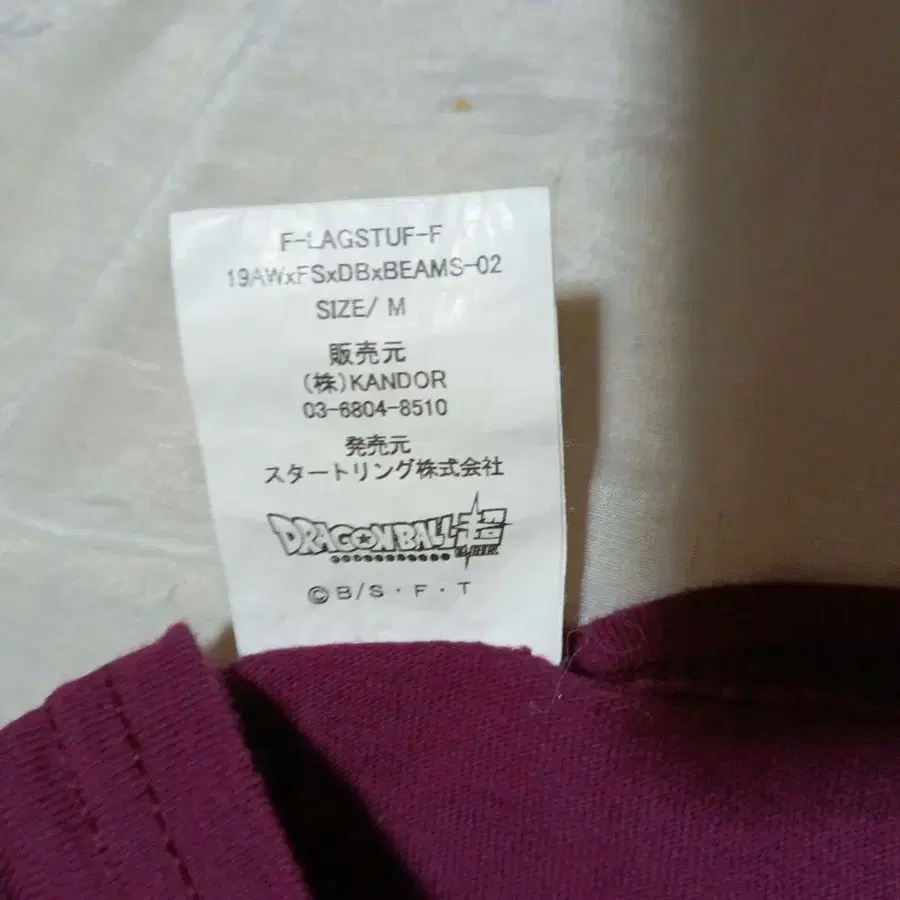 F-LAGSTUF-F
19AWxFSxDBxBEAMS-02
SIZE/ M
販売元
(株)KANDOR
03-6804-8510
発売元
スタートリング株式会社
DRAGONBALL超
©B/S・F・T